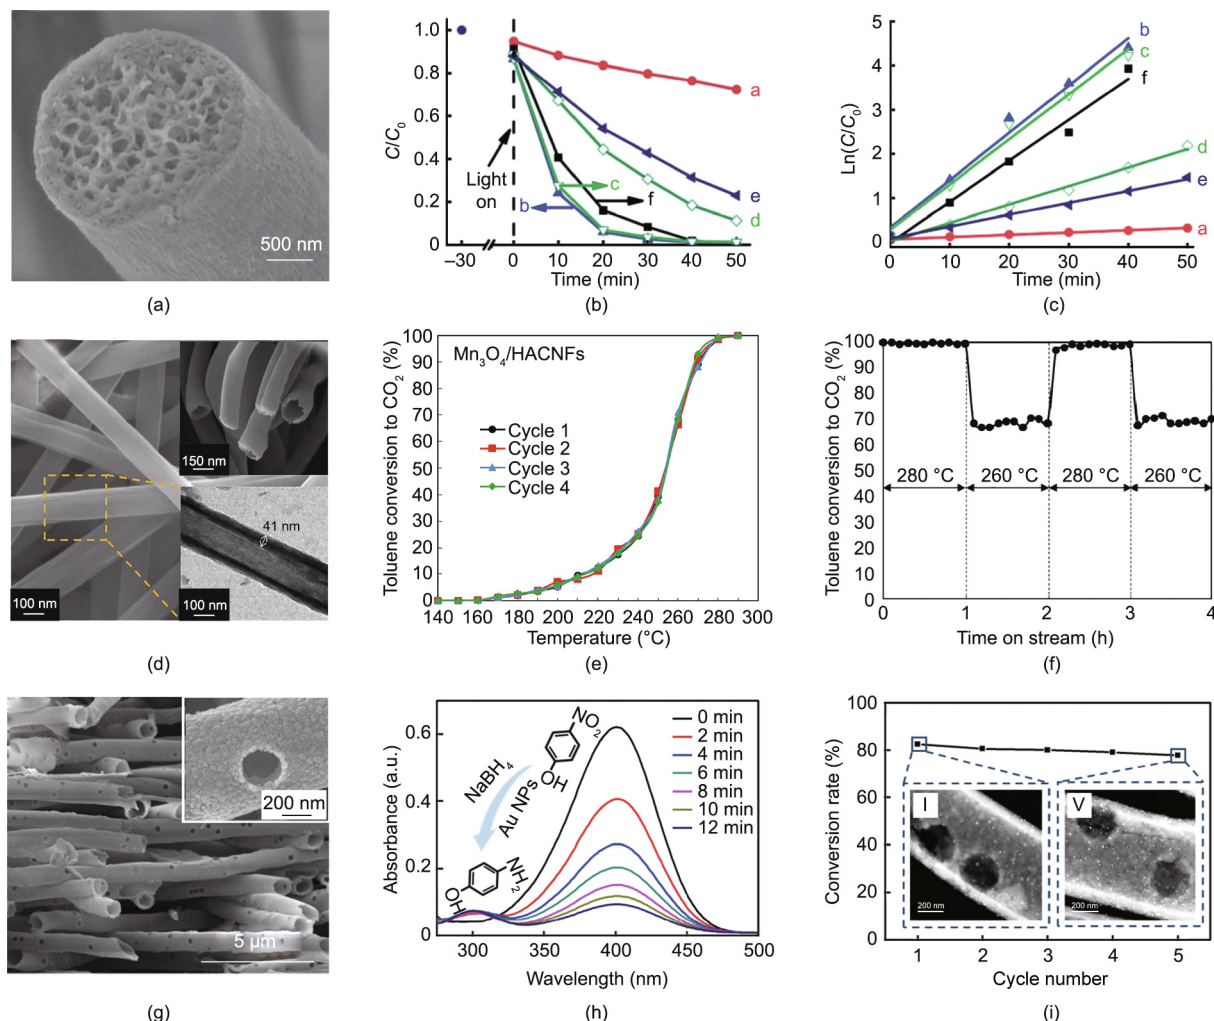 500 nm
(a)
C/C0
1.0
0.8
0.6
0.4
0.2
0
Light
on
a
e
d
c
f
b
−30
0
10
20
30
40
50
Time (min)
(b)
Ln(C/C0)
5
4
3
2
1
0
b
c
f
d
e
a
0
10
20
30
40
50
Time (min)
(c)
150 nm
41 nm
100 nm
100 nm
(d)
Toluene conversion to CO2 (%)
100
90
80
70
60
50
40
30
20
10
0
Mn3O4/HACNFs
Cycle 1
Cycle 2
Cycle 3
Cycle 4
140
160
180
200
220
240
260
280
300
Temperature (°C)
(e)
Toluene conversion to CO2 (%)
100
90
80
70
60
50
40
30
20
10
0
280 °C
260 °C
280 °C
260 °C
0
1
2
3
4
Time on stream (h)
(f)
200 nm
5 μm
(g)
Absorbance (a.u.)
0.6
0.4
0.2
0
NaBH4
Au NPs
NO2
OH
NH2
OH
0 min
2 min
4 min
6 min
8 min
10 min
12 min
300
350
400
450
500
Wavelength (nm)
(h)
Conversion rate (%)
100
80
60
40
20
0
I
200 nm
V
200 nm
1
2
3
4
5
Cycle number
(i)